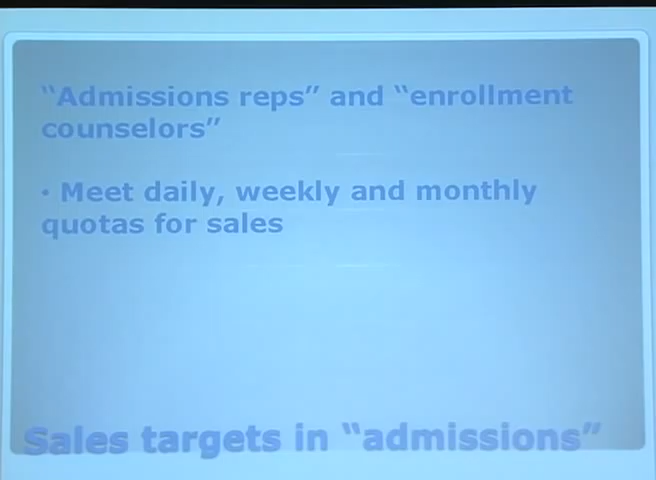 “Admissions reps” and “enrollment
counselors”
• Meet daily, weekly and monthly
quotas for sales
Sales targets in “admissions”